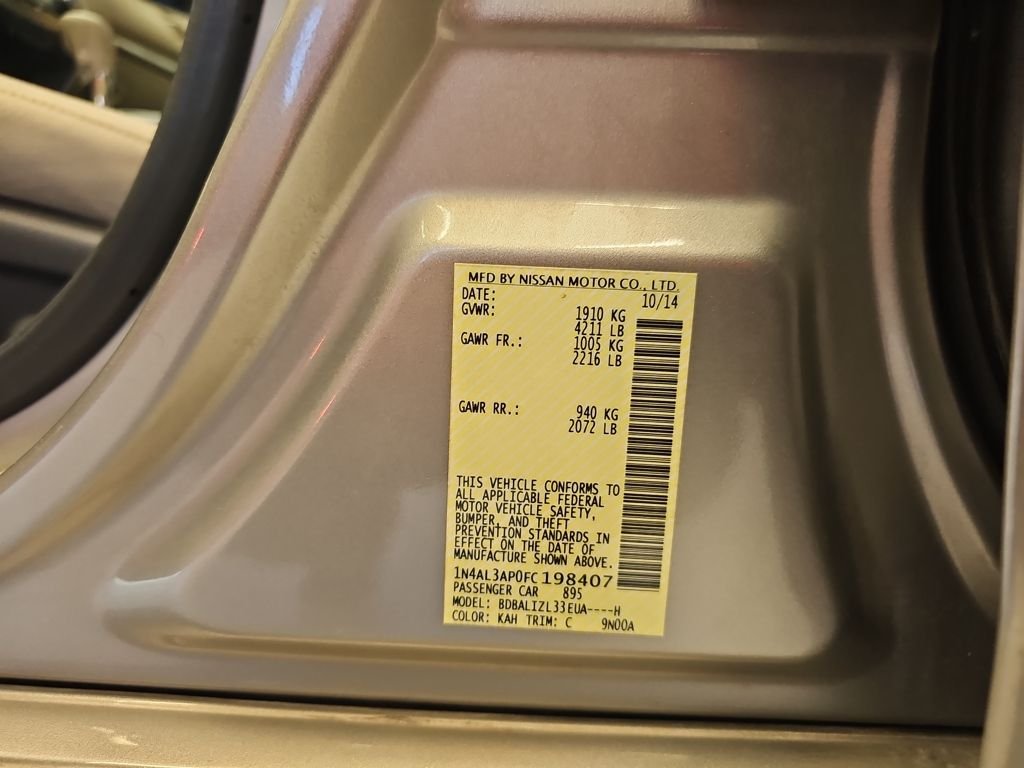 MFD BY NISSAN MOTOR CO., LTD.
DATE: 10/14
GVWR: 1910 KG
4211 LB
GAWR FR.: 1005 KG
2216 LB
GAWR RR.: 940 KG
2072 LB
THIS VEHICLE CONFORMS TO
ALL APPLICABLE FEDERAL
MOTOR VEHICLE SAFETY,
BUMPER, AND THEFT
PREVENTION STANDARDS IN
EFFECT ON THE DATE OF
MANUFACTURE SHOWN ABOVE.
1N4AL3AP0FC198407
PASSENGER CAR 895
MODEL: BDBALIZL33EUA----H
COLOR: KAH TRIM: C 9N00A